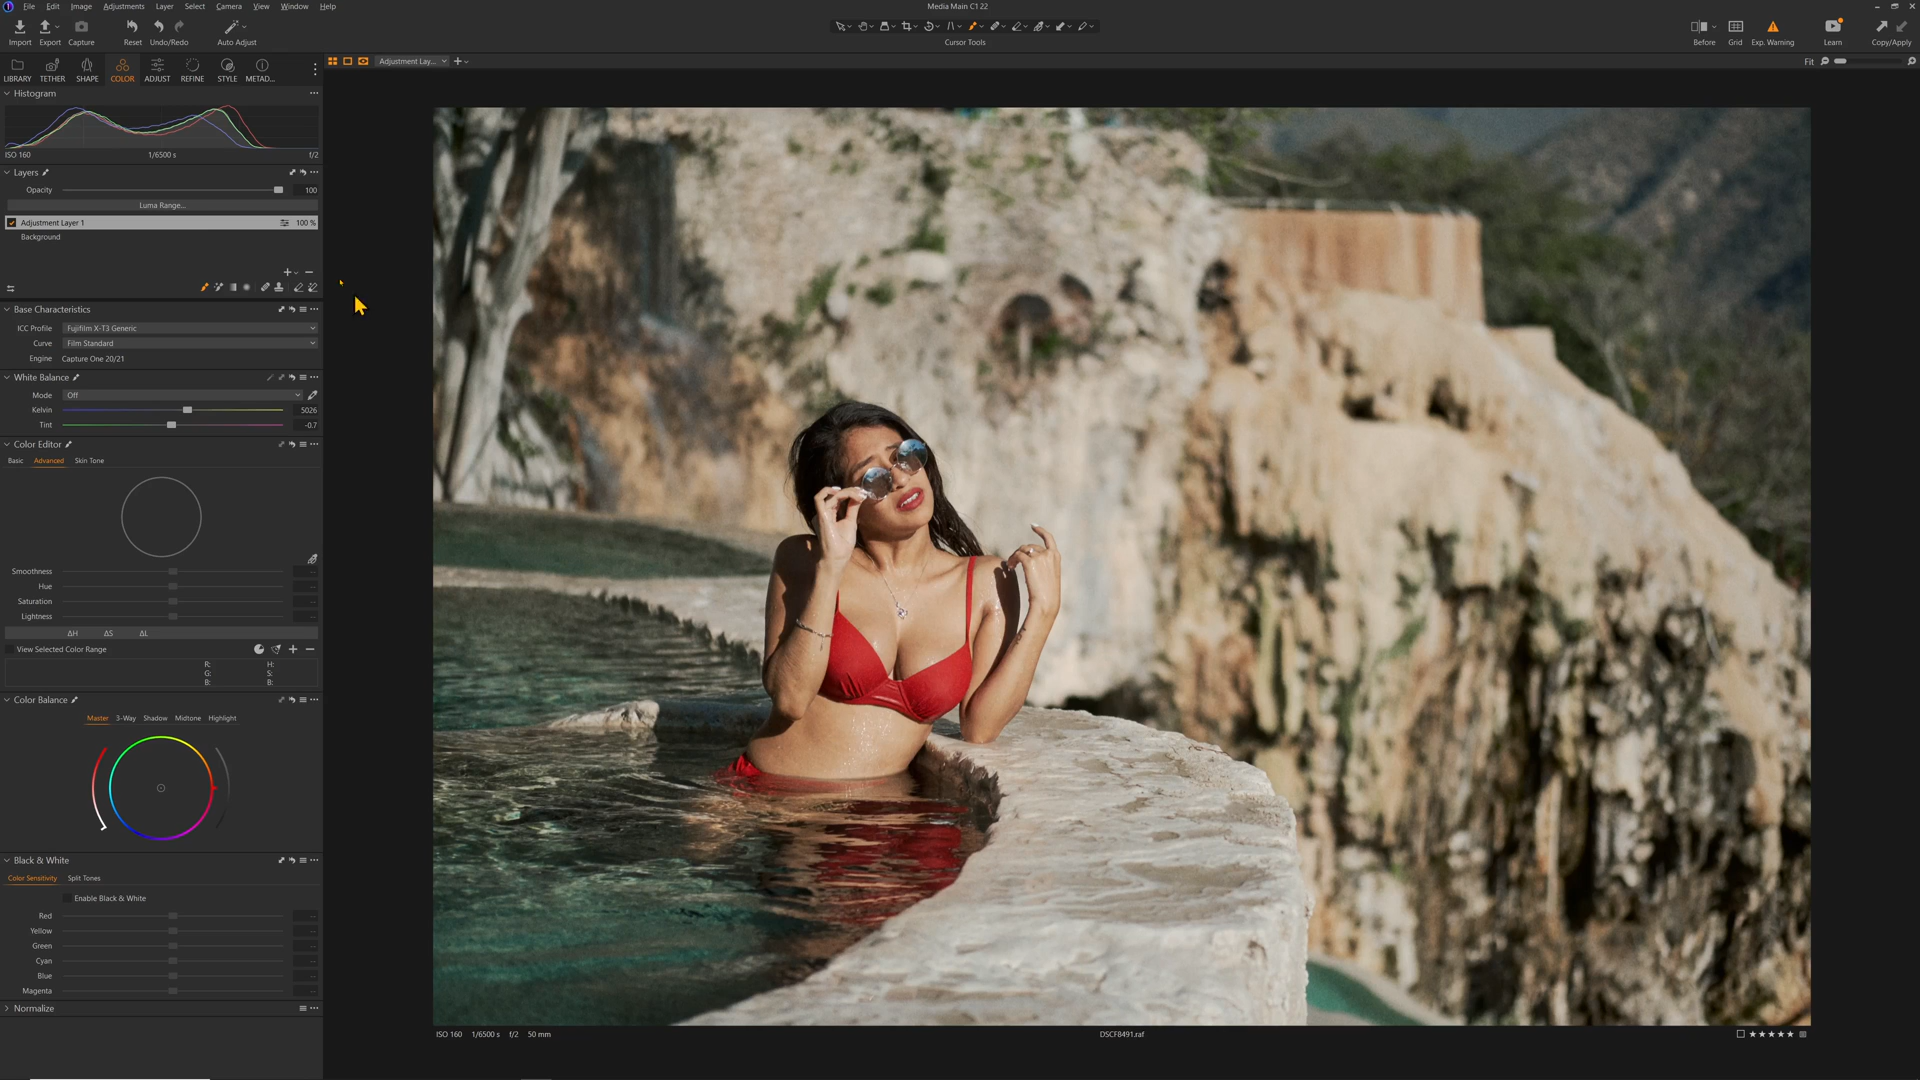 File Edit Image Adjustments Layer Select Camera View Window Help
Media Main C1 22
Import Export Capture Reset Undo/Redo Auto Adjust
Cursor Tools
Before Grid Exp. Warning Learn Copy/Apply
LIBRARY TETHER SHAPE COLOR ADJUST REFINE STYLE METAD...
Adjustment Lay...
Fit
Histogram
ISO 160 1/6500 s f/2
Layers
Opacity 100
Luma Range...
Adjustment Layer 1 100 %
Background
Base Characteristics
ICC Profile Fujifilm X-T3 Generic
Curve Film Standard
Engine Capture One 20/21
White Balance
Mode Off
Kelvin 5026
Tint -0.7
Color Editor
Basic Advanced Skin Tone
Smoothness
Hue
Saturation
Lightness
ΔH ΔS ΔL
View Selected Color Range
R: H:
G: S:
B: B:
Color Balance
Master 3-Way Shadow Midtone Highlight
Black & White
Color Sensitivity Split Tones
Enable Black & White
Red
Yellow
Green
Cyan
Blue
Magenta
Normalize
ISO 160 1/6500 s f/2 50 mm
DSCF8491.raf